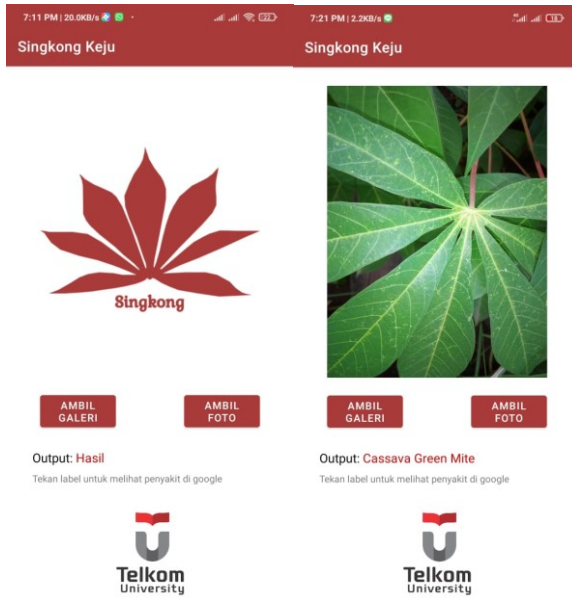 7:11 PM | 20.0KB/s
22
Singkong Keju
Singkong
AMBIL
GALERI
AMBIL
FOTO
Output: Hasil
Tekan label untuk melihat penyakit di google
Telkom
University
7:21 PM | 2.2KB/s
18
Singkong Keju
AMBIL
GALERI
AMBIL
FOTO
Output: Cassava Green Mite
Tekan label untuk melihat penyakit di google
Telkom
University